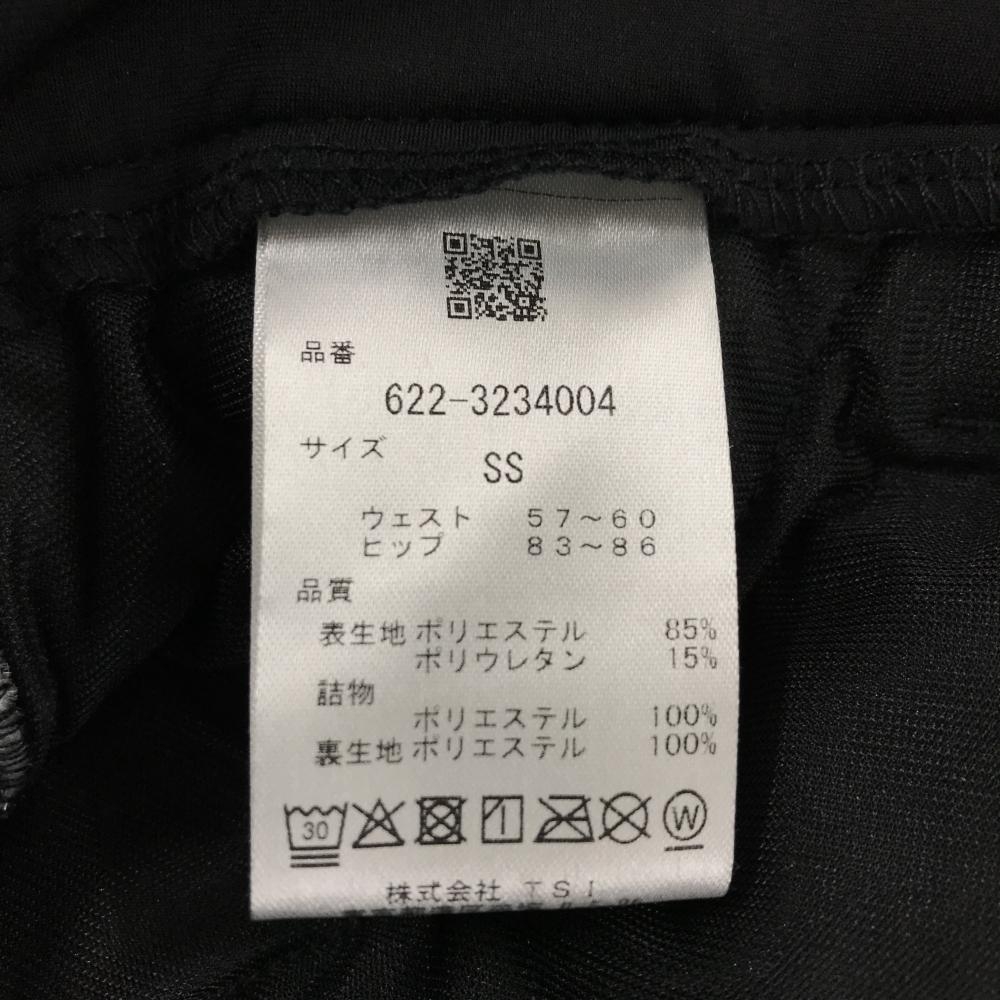 品番
622-3234004
サイズ
SS
ウェスト 57～60
ヒップ 83～86
品質
表生地 ポリエステル 85%
ポリウレタン 15%
詰物
ポリエステル 100%
裏生地 ポリエステル 100%
30
W
株式会社 TSI